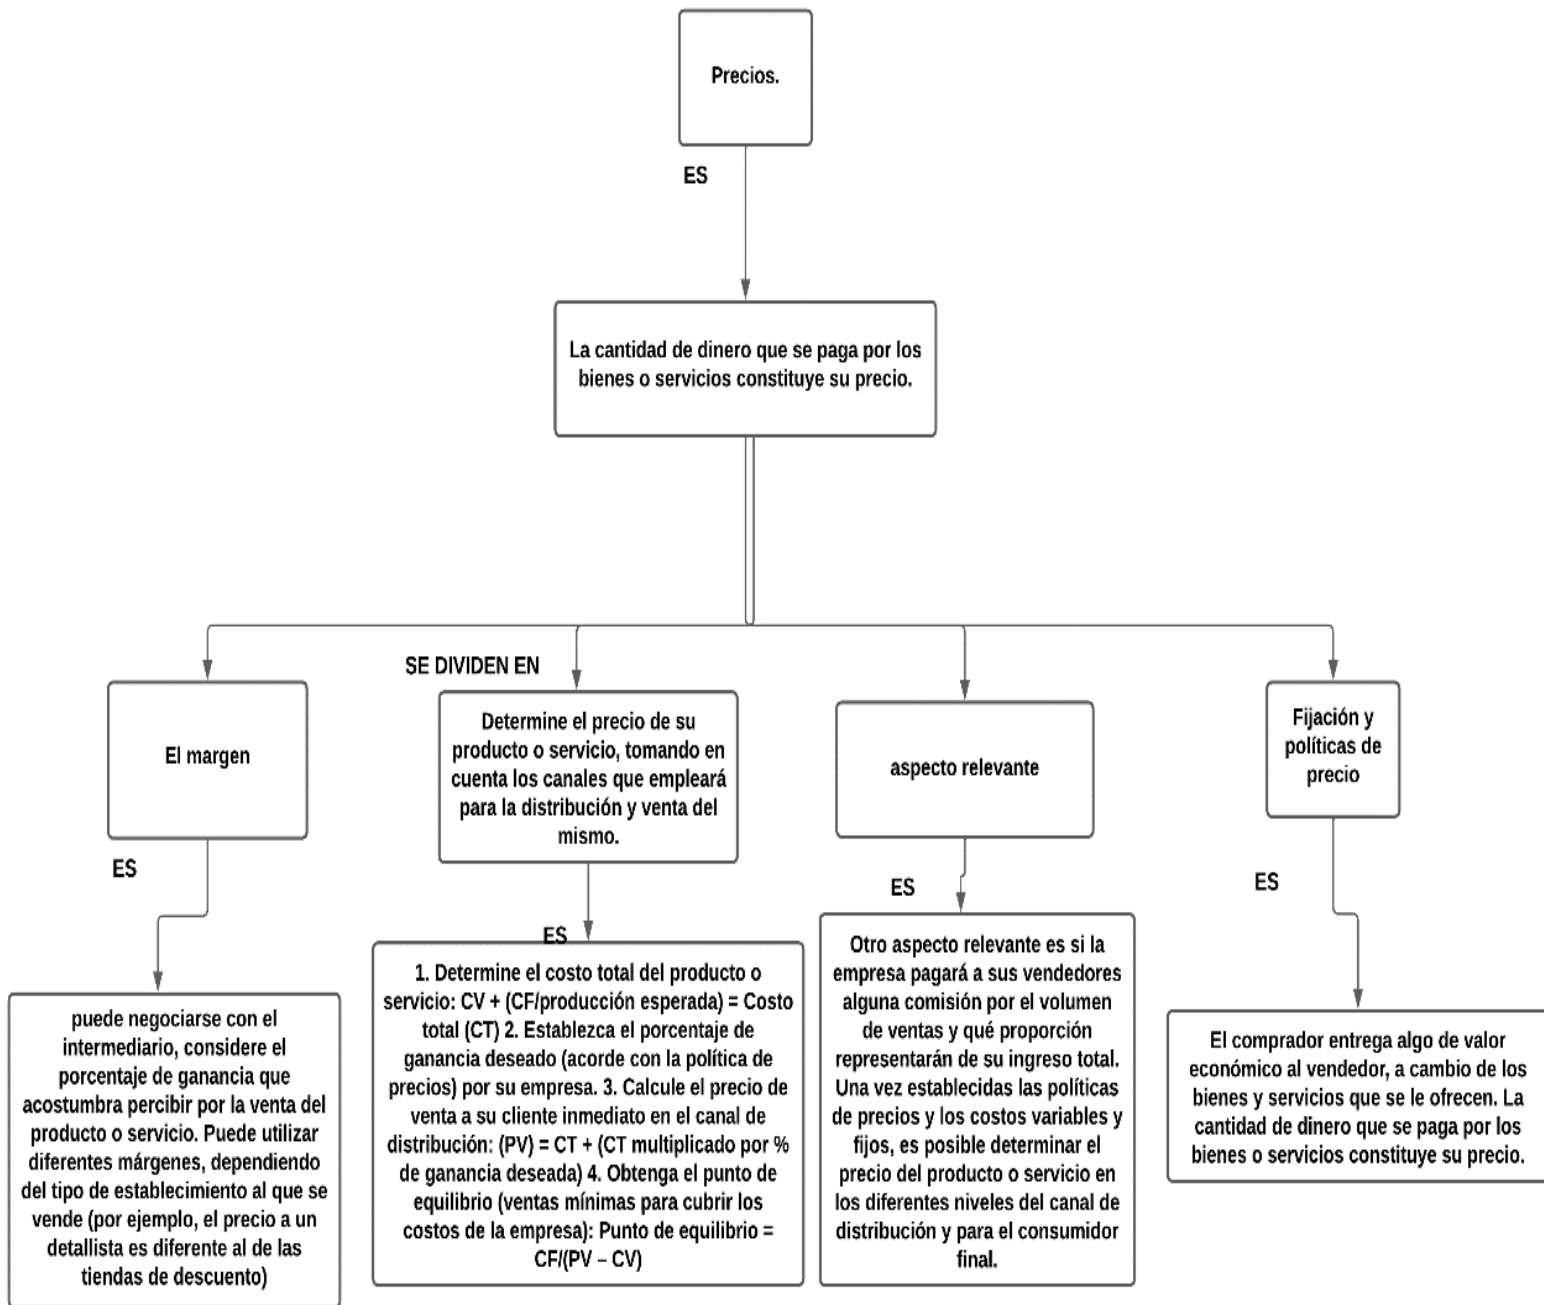 Precios.
ES
La cantidad de dinero que se paga por los
bienes o servicios constituye su precio.
SE DIVIDEN EN
El margen
ES
puede negociarse con el
intermediario, considere el
porcentaje de ganancia que
acostumbra percibir por la venta del
producto o servicio. Puede utilizar
diferentes márgenes, dependiendo
del tipo de establecimiento al que se
vende (por ejemplo, el precio a un
detallista es diferente al de las
tiendas de descuento)
Determine el precio de su
producto o servicio, tomando en
cuenta los canales que empleará
para la distribución y venta del
mismo.
ES
1. Determine el costo total del producto o
servicio: CV + (CF/producción esperada) = Costo
total (CT) 2. Establezca el porcentaje de
ganancia deseado (acorde con la política de
precios) por su empresa. 3. Calcule el precio de
venta a su cliente inmediato en el canal de
distribución: (PV) = CT + (CT multiplicado por %
de ganancia deseada) 4. Obtenga el punto de
equilibrio (ventas mínimas para cubrir los
costos de la empresa): Punto de equilibrio =
CF/(PV – CV)
aspecto relevante
ES
Otro aspecto relevante es si la
empresa pagará a sus vendedores
alguna comisión por el volumen
de ventas y qué proporción
representarán de su ingreso total.
Una vez establecidas las políticas
de precios y los costos variables y
fijos, es posible determinar el
precio del producto o servicio en
los diferentes niveles del canal de
distribución y para el consumidor
final.
Fijación y
políticas de
precio
ES
El comprador entrega algo de valor
económico al vendedor, a cambio de los
bienes y servicios que se le ofrecen. La
cantidad de dinero que se paga por los
bienes o servicios constituye su precio.